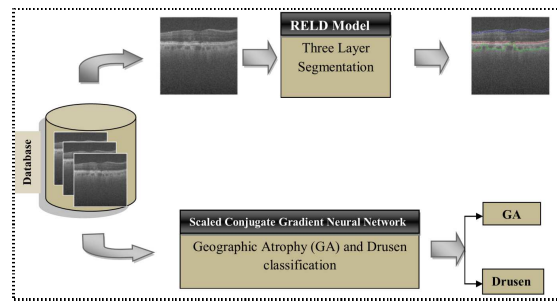 RELD Model
Three Layer
Segmentation
Database
Scaled Conjugate Gradient Neural Network
Geographic Atrophy (GA) and Drusen
classification
GA
Drusen